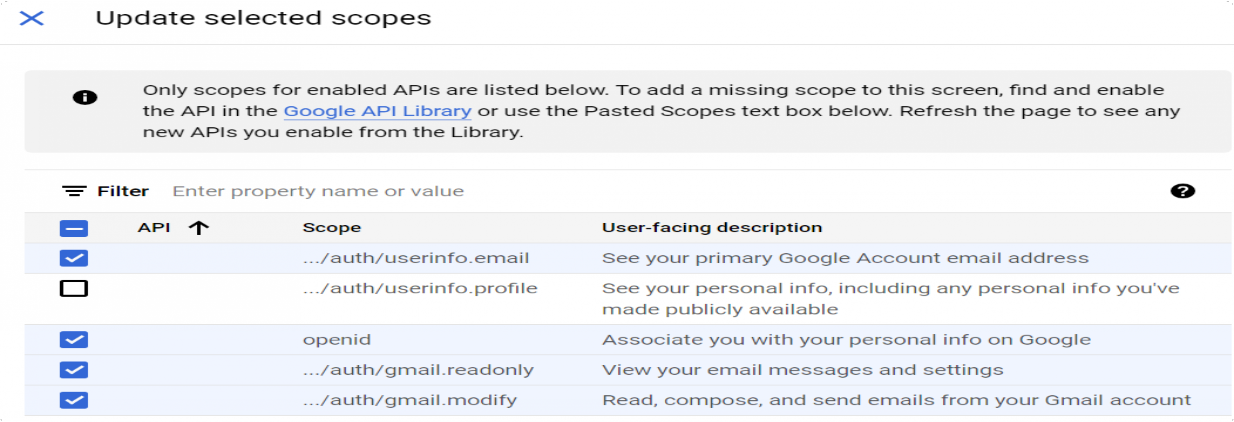 Update selected scopes
Only scopes for enabled APIs are listed below. To add a missing scope to this screen, find and enable
the API in the Google API Library or use the Pasted Scopes text box below. Refresh the page to see any
new APIs you enable from the Library.
Filter Enter property name or value
API Scope User-facing description
.../auth/userinfo.email See your primary Google Account email address
.../auth/userinfo.profile See your personal info, including any personal info you've
made publicly available
openid Associate you with your personal info on Google
.../auth/gmail.readonly View your email messages and settings
.../auth/gmail.modify Read, compose, and send emails from your Gmail account